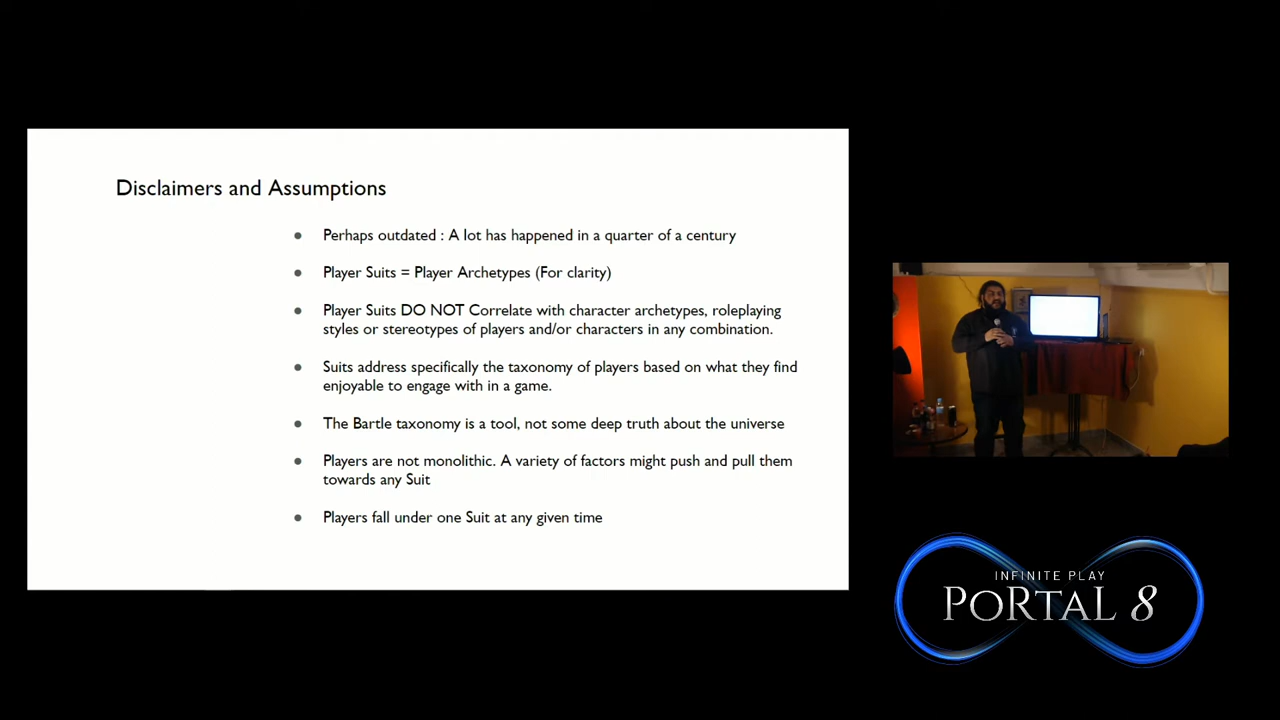 Disclaimers and Assumptions
● Perhaps outdated : A lot has happened in a quarter of a century
● Player Suits = Player Archetypes (For clarity)
● Player Suits DO NOT Correlate with character archetypes, roleplaying
styles or stereotypes of players and/or characters in any combination.
● Suits address specifically the taxonomy of players based on what they find
enjoyable to engage with in a game.
● The Bartle taxonomy is a tool, not some deep truth about the universe
● Players are not monolithic. A variety of factors might push and pull them
towards any Suit
● Players fall under one Suit at any given time
INFINITE PLAY
PORTAL 8